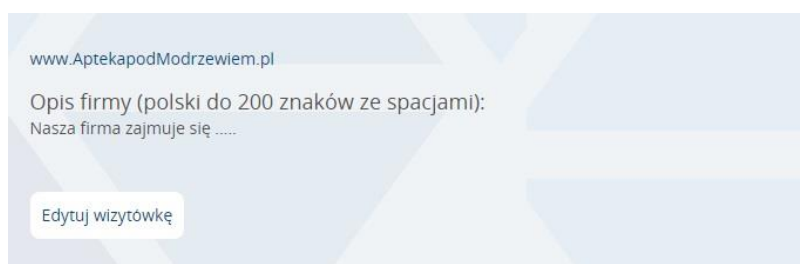 www.AptekapodModrzewiem.pl
Opis firmy (polski do 200 znaków ze spacjami):
Nasza firma zajmuje się .....
Edytuj wizytówkę